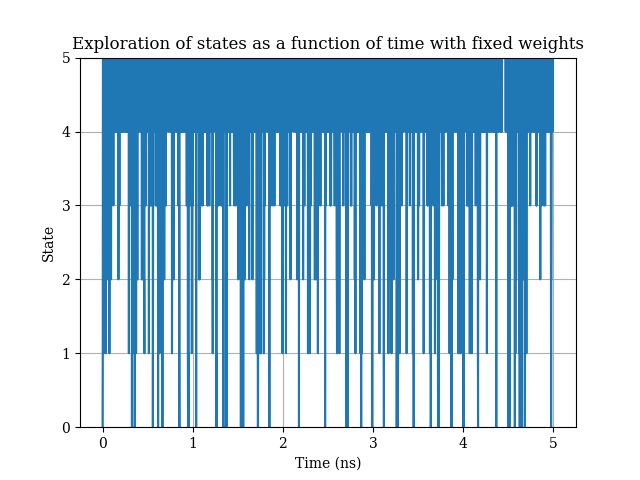 Exploration of states as a function of time with fixed weights
State
5
4
3
2
1
0
0 1 2 3 4 5
Time (ns)